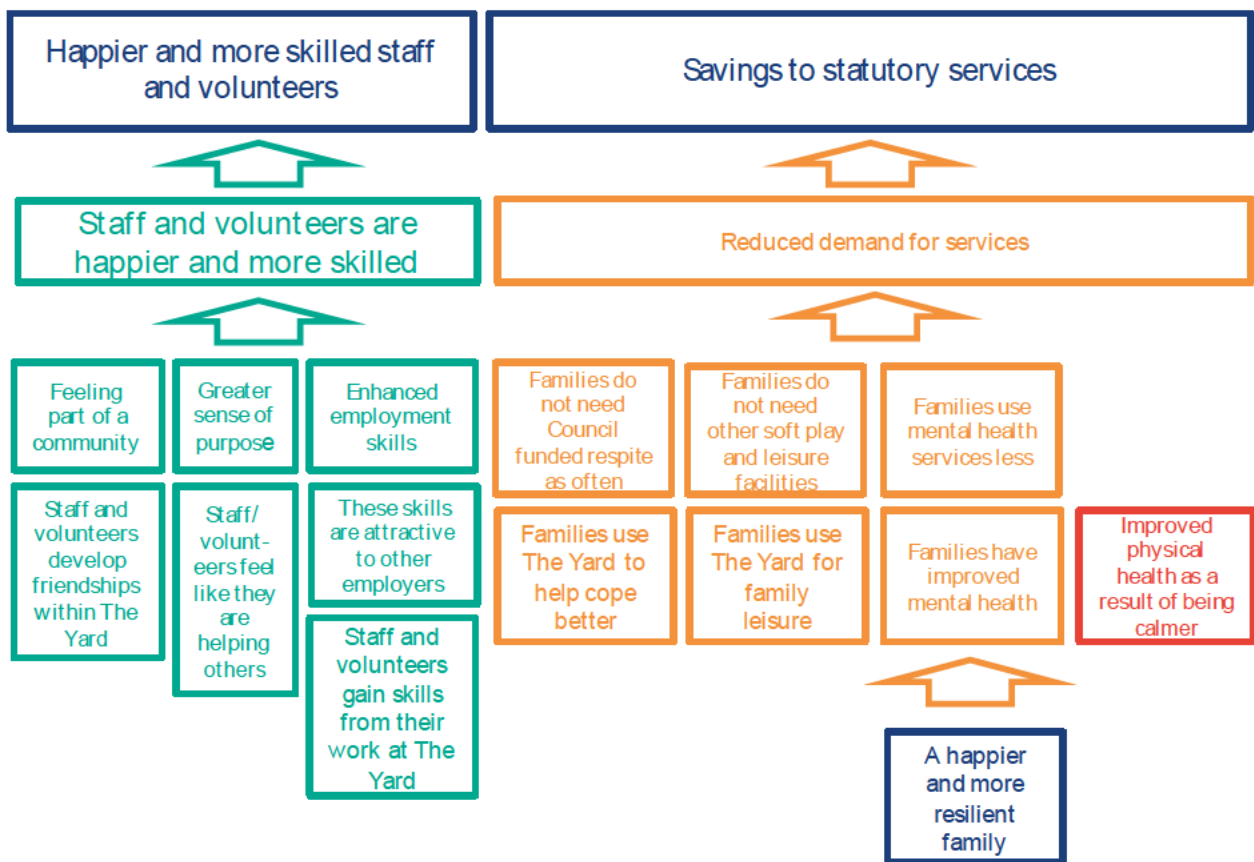 Happier and more skilled staff
and volunteers
Savings to statutory services
Staff and volunteers are
happier and more skilled
Reduced demand for services
Feeling
part of a
community
Greater
sense of
purpose
Enhanced
employment
skills
Families do
not need
Council
funded respite
as often
Families do
not need
other soft play
and leisure
facilities
Families use
mental health
services less
Staff and
volunteers
develop
friendships
within The
Yard
Staff/
volunt-
eers feel
like they
are
helping
others
These skills
are attractive
to other
employers
Families use
The Yard to
help cope
better
Families use
The Yard for
family
leisure
Families have
improved
mental health
Improved
physical
health as a
result of being
calmer
Staff and
volunteers
gain skills
from their
work at The
Yard
A happier
and more
resilient
family